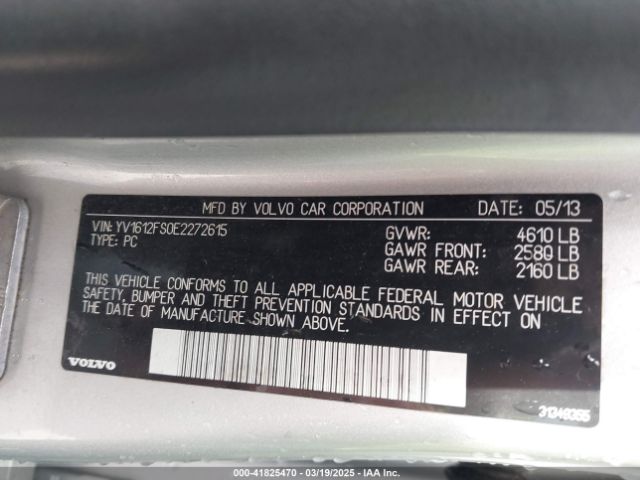 MFD BY VOLVO CAR CORPORATION DATE: 05/13
VIN: YV1612FS0E2272615
TYPE: PC
GVWR: 4610 LB
GAWR FRONT: 2580 LB
GAWR REAR: 2160 LB
THIS VEHICLE CONFORMS TO ALL APPLICABLE FEDERAL MOTOR VEHICLE
SAFETY, BUMPER AND THEFT PREVENTION STANDARDS IN EFFECT ON
THE DATE OF MANUFACTURE SHOWN ABOVE.
VOLVO
31349355
000-41825470 - 03/19/2025 - IAA, Inc.